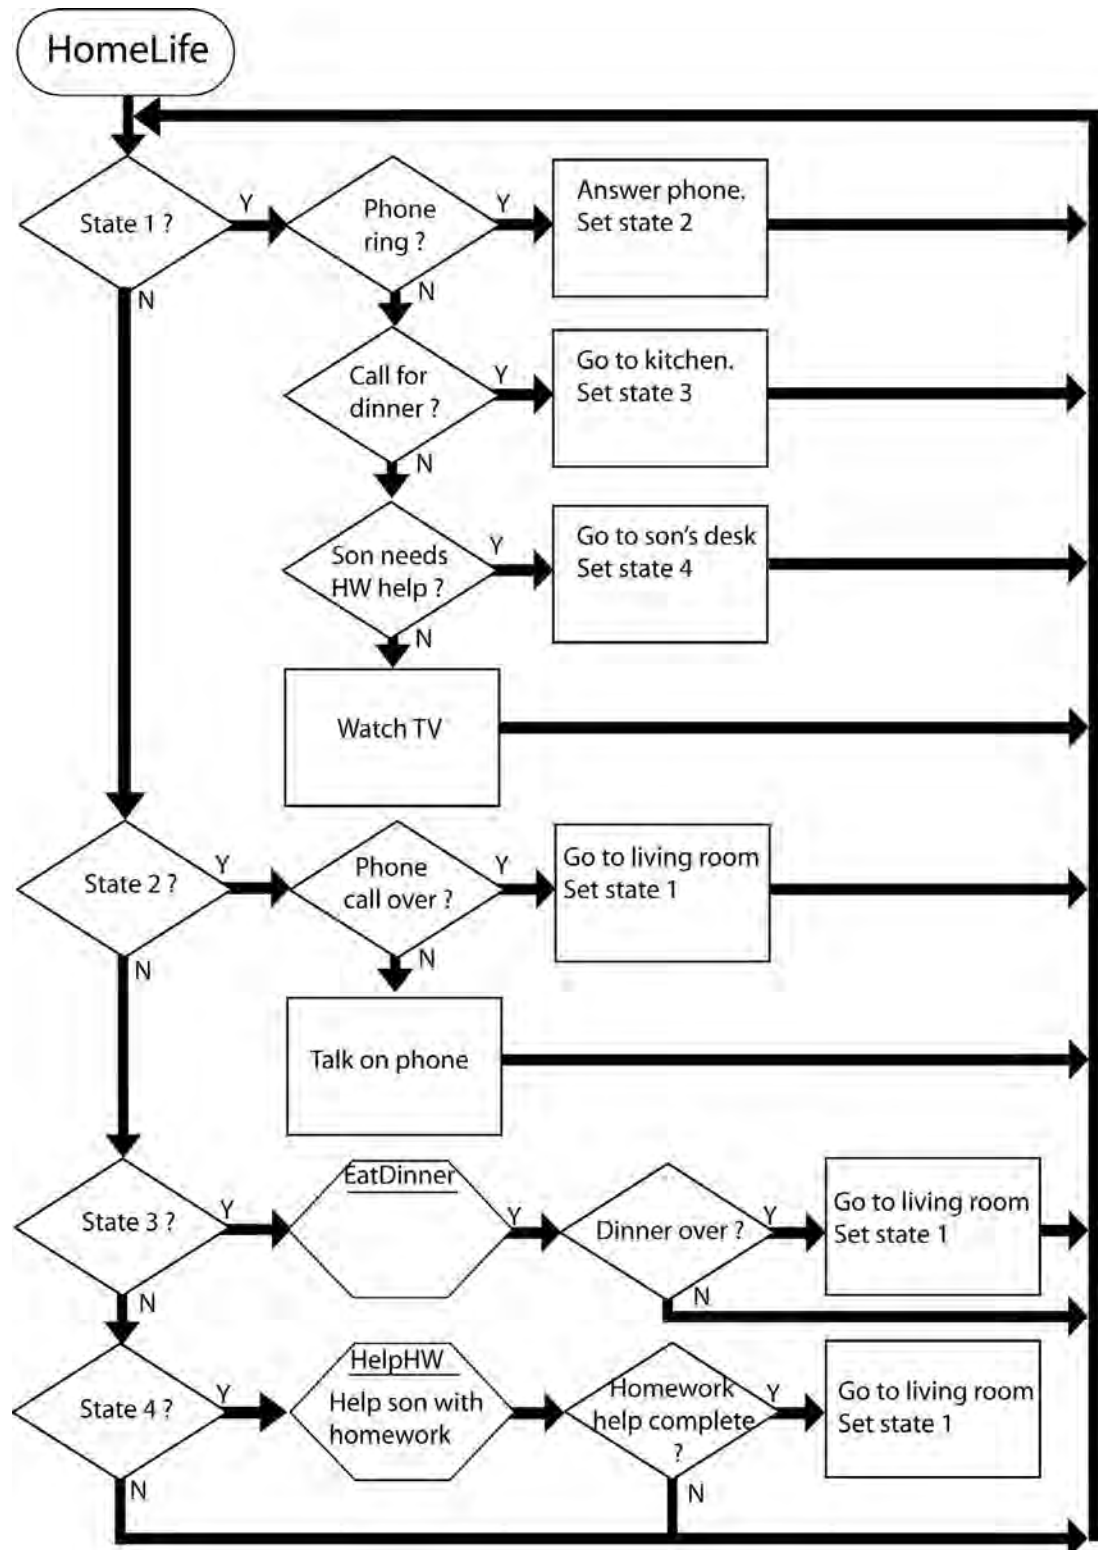 HomeLife
State 1 ?
Y
Phone
ring ?
Y
Answer phone.
Set state 2
N
N
Call for
dinner ?
Y
Go to kitchen.
Set state 3
N
Son needs
HW help ?
Y
Go to son's desk
Set state 4
N
Watch TV
State 2 ?
Y
Phone
call over ?
Y
Go to living room
Set state 1
N
N
Talk on phone
State 3 ?
Y
EatDinner
Y
Dinner over ?
Y
Go to living room
Set state 1
N
N
State 4 ?
Y
HelpHW
Help son with
homework
Homework
help complete
?
Y
Go to living room
Set state 1
N
N